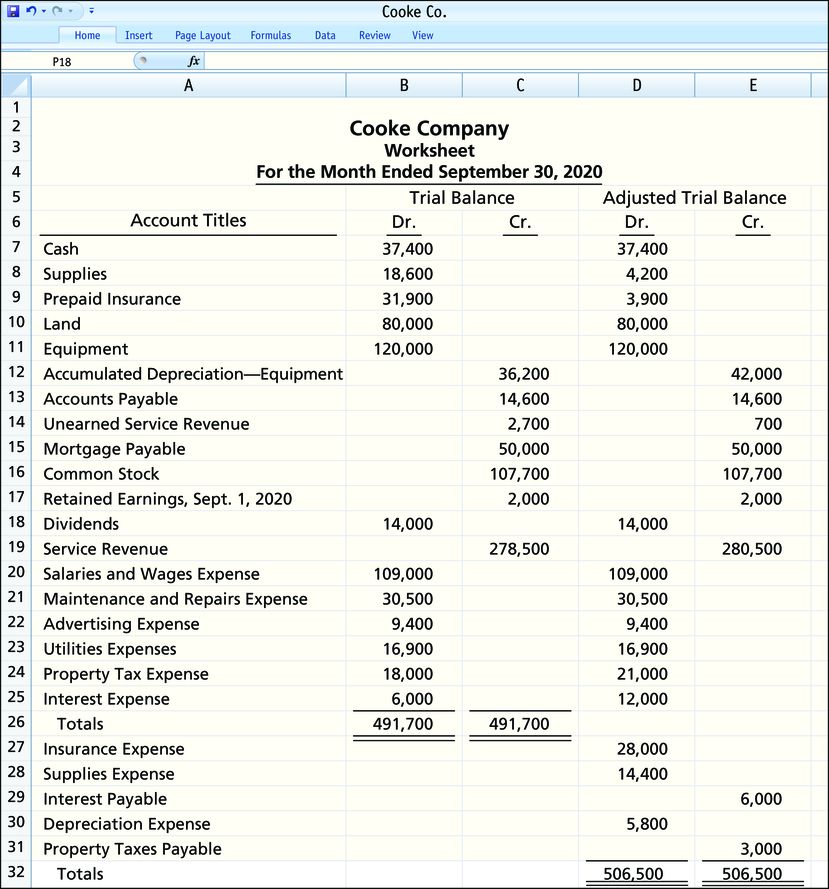 Cooke Co.
Home Insert Page Layout Formulas Data Review View
P18 fx
A B C D E
1
2 Cooke Company
3 Worksheet
4 For the Month Ended September 30, 2020
5 Trial Balance Adjusted Trial Balance
6 Account Titles Dr. Cr. Dr. Cr.
7 Cash 37,400 37,400
8 Supplies 18,600 4,200
9 Prepaid Insurance 31,900 3,900
10 Land 80,000 80,000
11 Equipment 120,000 120,000
12 Accumulated Depreciation—Equipment 36,200 42,000
13 Accounts Payable 14,600 14,600
14 Unearned Service Revenue 2,700 700
15 Mortgage Payable 50,000 50,000
16 Common Stock 107,700 107,700
17 Retained Earnings, Sept. 1, 2020 2,000 2,000
18 Dividends 14,000 14,000
19 Service Revenue 278,500 280,500
20 Salaries and Wages Expense 109,000 109,000
21 Maintenance and Repairs Expense 30,500 30,500
22 Advertising Expense 9,400 9,400
23 Utilities Expenses 16,900 16,900
24 Property Tax Expense 18,000 21,000
25 Interest Expense 6,000 12,000
26 Totals 491,700 491,700
27 Insurance Expense 28,000
28 Supplies Expense 14,400
29 Interest Payable 6,000
30 Depreciation Expense 5,800
31 Property Taxes Payable 3,000
32 Totals 506,500 506,500